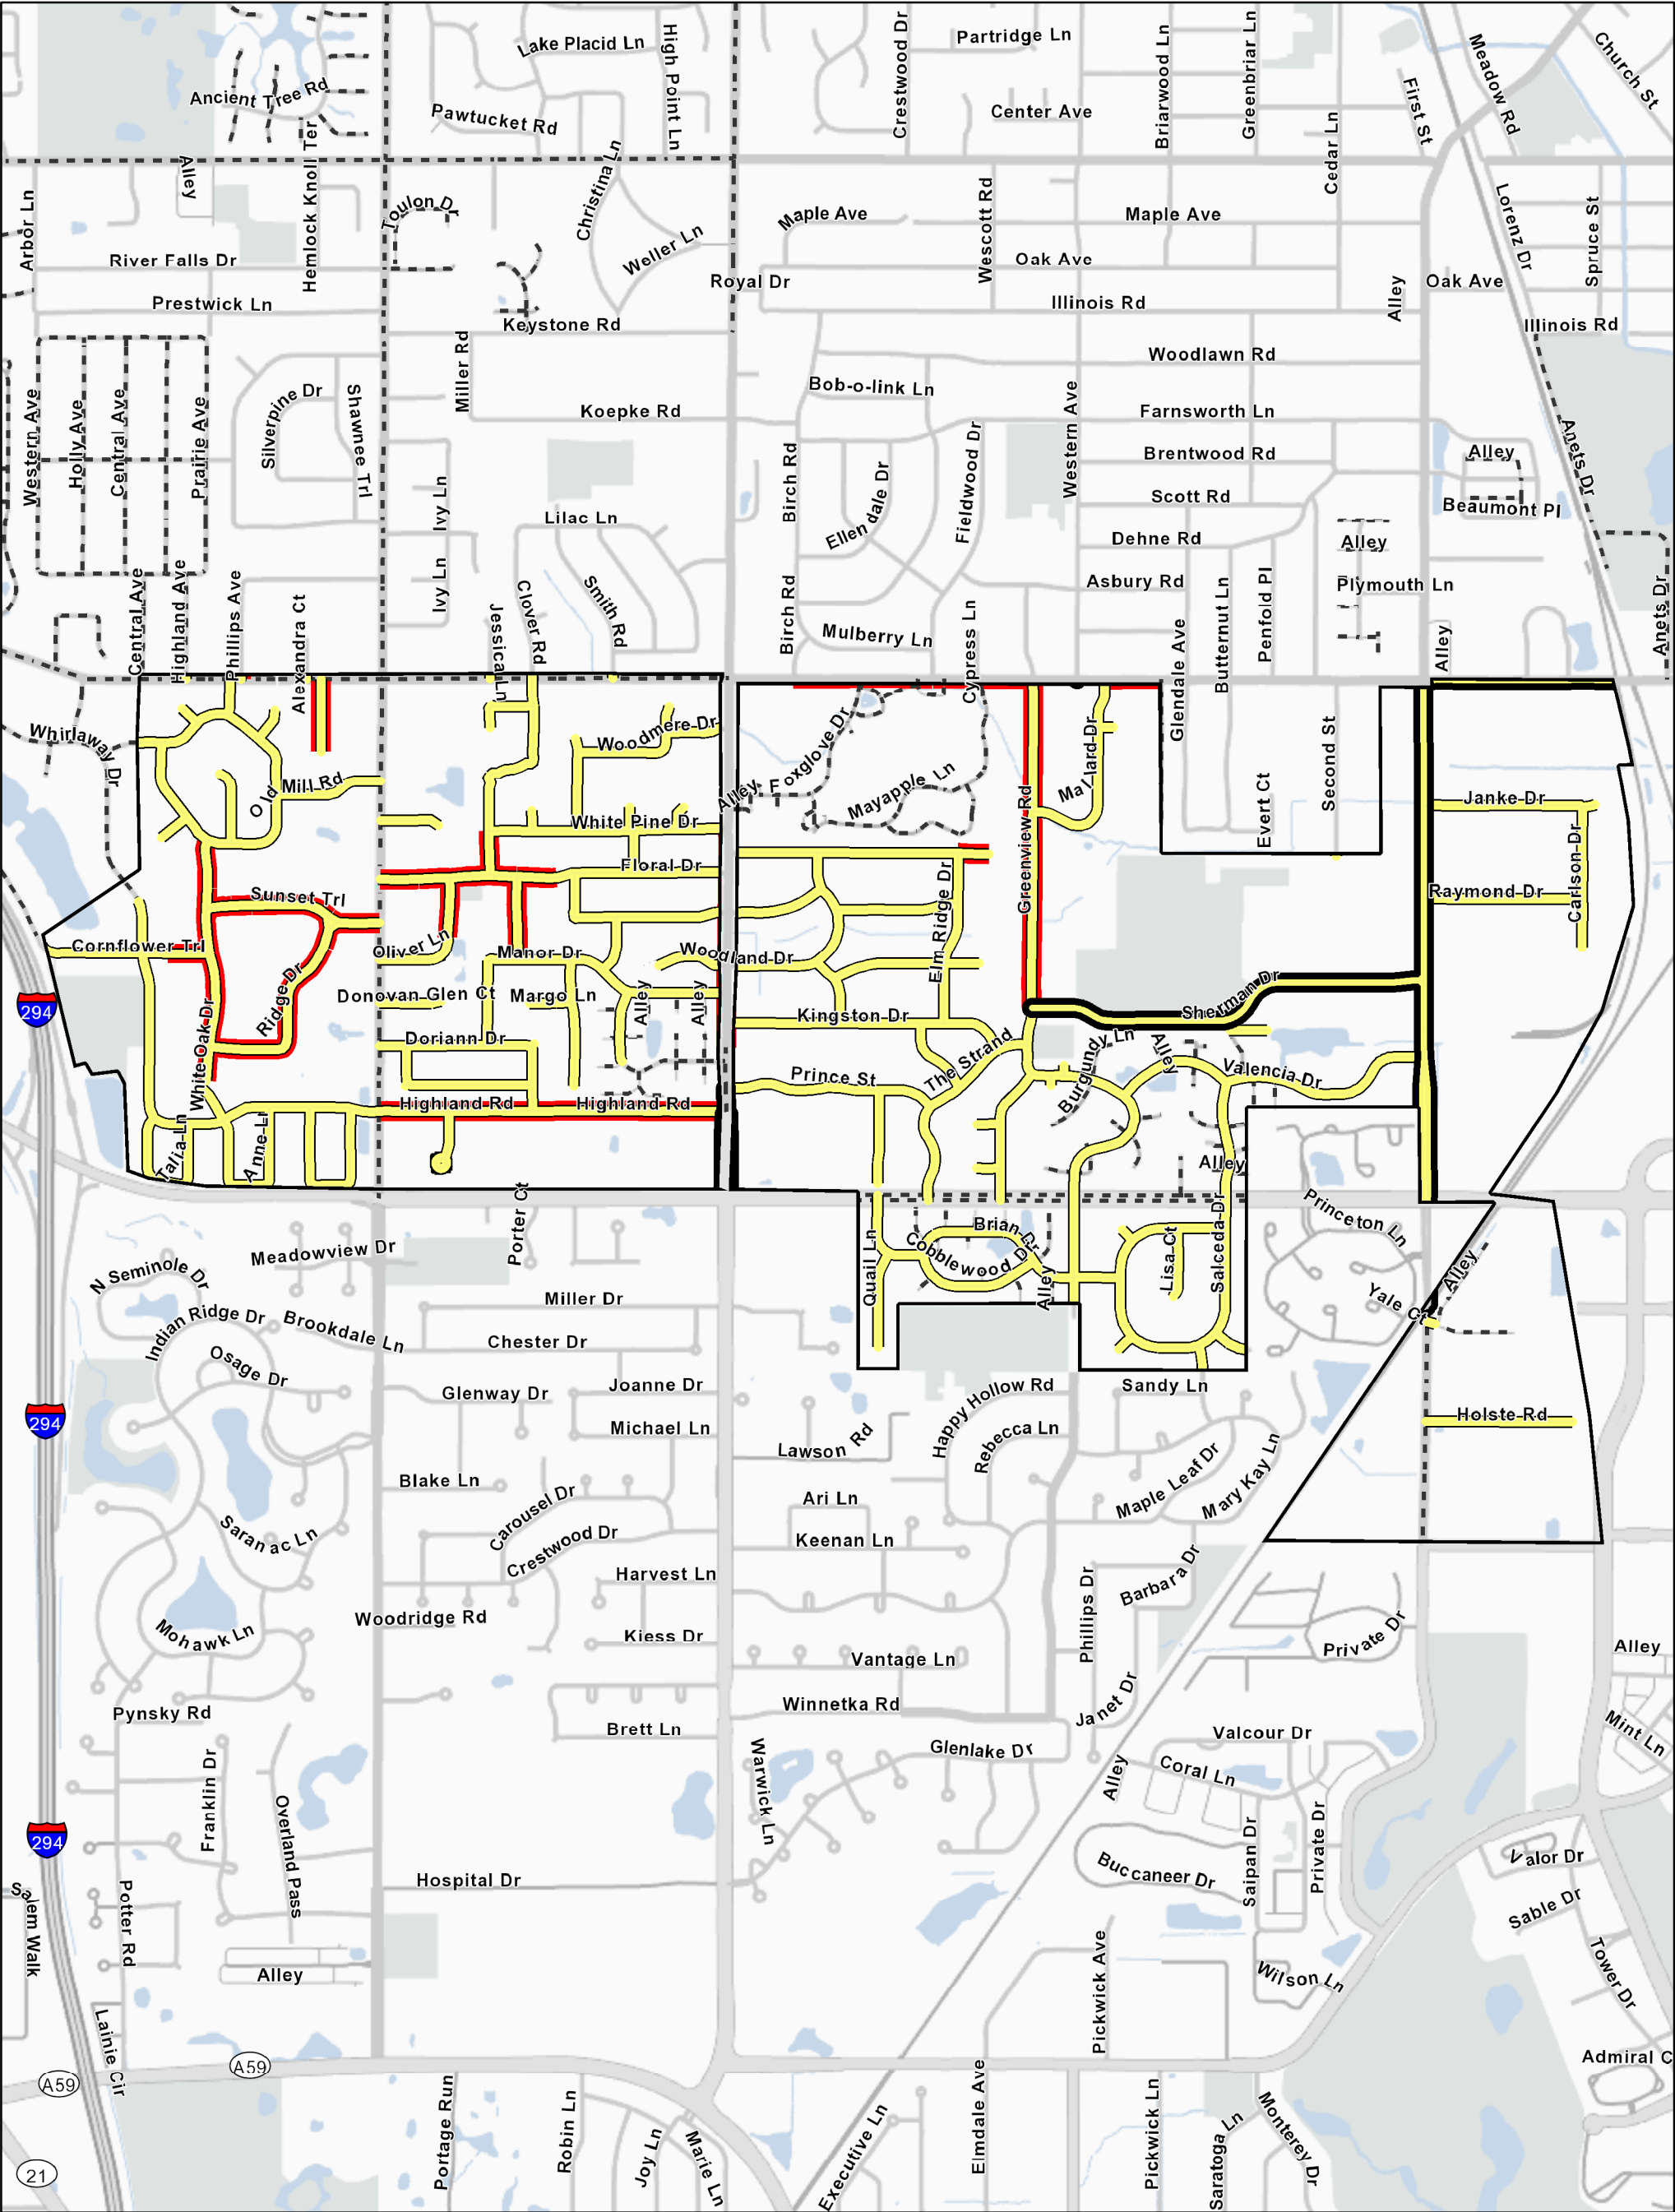 Lake Placid Ln
High Point Ln
Crestwood Dr
Partridge Ln
Briarwood Ln
Greenbriar Ln
Meadow Rd
Church St
Ancient Tree Rd
Pawtucket Rd
Center Ave
First St
Cedar Ln
Hemlock Knoll Ter
Alley
Christina Ln
Arbor Ln
Toulon Dr
Maple Ave
Wescott Rd
Maple Ave
Lorenz Dr
Spruce St
River Falls Dr
Weller Ln
Oak Ave
Royal Dr
Oak Ave
Alley
Prestwick Ln
Illinois Rd
Keystone Rd
Illinois Rd
Miller Rd
Woodlawn Rd
Western Ave
Holly Ave
Central Ave
Prairie Ave
Silverpine Dr
Shawnee Trl
Koepke Rd
Bob-o-link Ln
Western Ave
Farnsworth Ln
Anets Dr
Birch Rd
Fieldwood Dr
Brentwood Rd
Alley
Ivy Ln
Ellendale Dr
Scott Rd
Beaumont Pl
Lilac Ln
Dehne Rd
Alley
Ivy Ln
Asbury Rd
Plymouth Ln
Central Ave
Highland Ave
Phillips Ave
Alexandra Ct
Jessica Ln
Clover Rd
Smith Rd
Birch Rd
Mulberry Ln
Cypress Ln
Glendale Ave
Butternut Ln
Penfold Pl
Alley
Anets Dr
Whirlaway Dr
Woodmere Dr
Foxglove Dr
Mallard Dr
Second St
Old Mill Rd
Alley
Mayapple Ln
Evert Ct
Janke Dr
White Pine Dr
Greenview Rd
Carlson Dr
Floral Dr
Elm Ridge Dr
Raymond Dr
Sunset Trl
Cornflower Trl
Oliver Ln
Manor Dr
Woodland Dr
Ridge Dr
Donovan Glen Ct
Margo Ln
Alley
Alley
Sherman Dr
294
White Oak Dr
Kingston Dr
Doriann Dr
The Strand
Burgundy Ln
Alley
Valencia Dr
Prince St
Highland Rd
Highland Rd
Talia Ln
Anne Ln
Alley
Porter Ct
Princeton Ln
Meadowview Dr
Quail Ln
Brian Dr
Cobblewood Dr
Alley
Lisa Ct
Salceda Dr
Alley
N Seminole Dr
Yale Ct
Miller Dr
Indian Ridge Dr
Brookdale Ln
Chester Dr
Osage Dr
Glenway Dr
Joanne Dr
Happy Hollow Rd
Sandy Ln
294
Michael Ln
Lawson Rd
Rebecca Ln
Holste Rd
Blake Ln
Ari Ln
Maple Leaf Dr
Mary Kay Ln
Saranac Ln
Carousel Dr
Crestwood Dr
Keenan Ln
Harvest Ln
Phillips Dr
Barbara Dr
Woodridge Rd
Mohawk Ln
Kiess Dr
Vantage Ln
Private Dr
Alley
Pynsky Rd
Winnetka Rd
Janet Dr
Brett Ln
Glenlake Dr
Valcour Dr
Mint Ln
Franklin Dr
Overland Pass
Warwick Ln
Alley
Coral Ln
294
Saipan Dr
Private Dr
Hospital Dr
Buccaneer Dr
Valor Dr
Salem Walk
Potter Rd
Sable Dr
Alley
Pickwick Ave
Wilson Ln
Tower Dr
Lainie Cir
A59
A59
Admiral C
Portage Run
Robin Ln
Joy Ln
Marie Ln
Executive Ln
Elmdale Ave
Pickwick Ln
Saratoga Ln
Monterey Dr
21